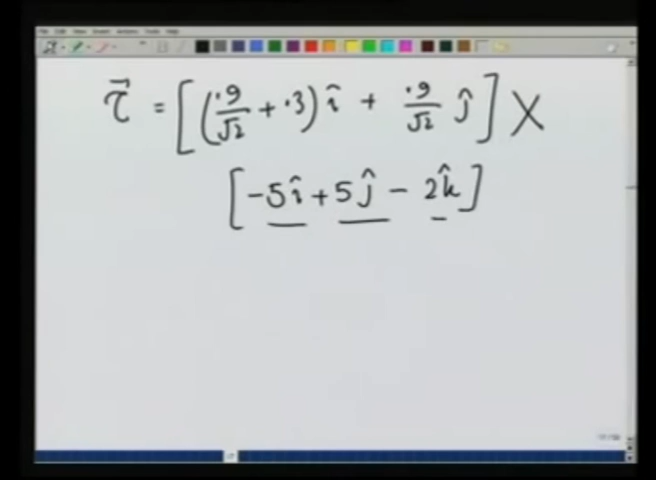 τ⃗ = [(.9/√2 + .3) î + .9/√2 ĵ] X
[-5î + 5ĵ - 2k̂]